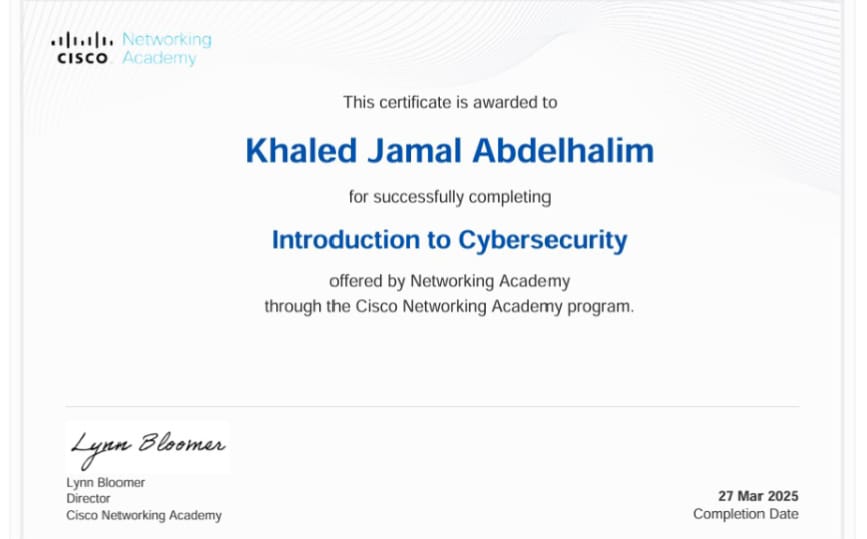 Networking
CISCO Academy
This certificate is awarded to
Khaled Jamal Abdelhalim
for successfully completing
Introduction to Cybersecurity
offered by Networking Academy
through the Cisco Networking Academy program.
Lynn Bloomer
Lynn Bloomer
Director
Cisco Networking Academy
27 Mar 2025
Completion Date